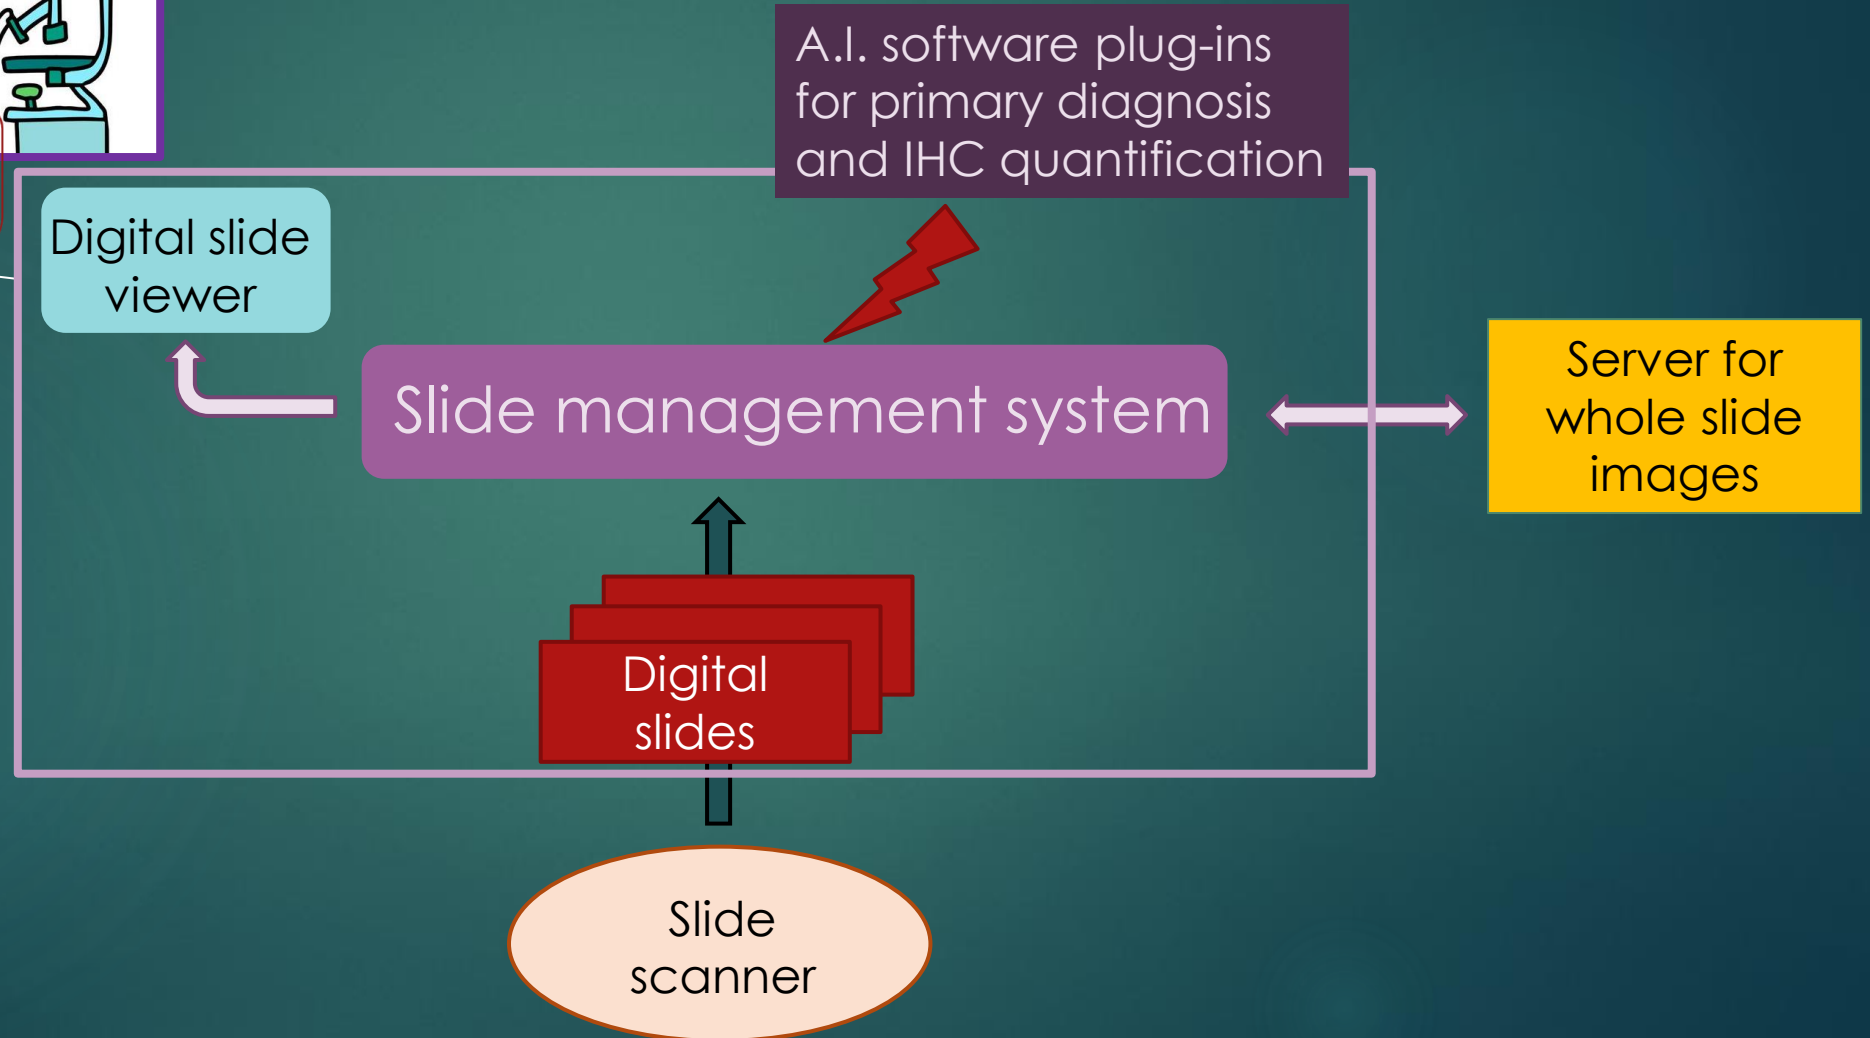 A.I. software plug-ins
for primary diagnosis
and IHC quantification
Digital slide
viewer
Slide management system
Server for
whole slide
images
Digital
slides
Slide
scanner